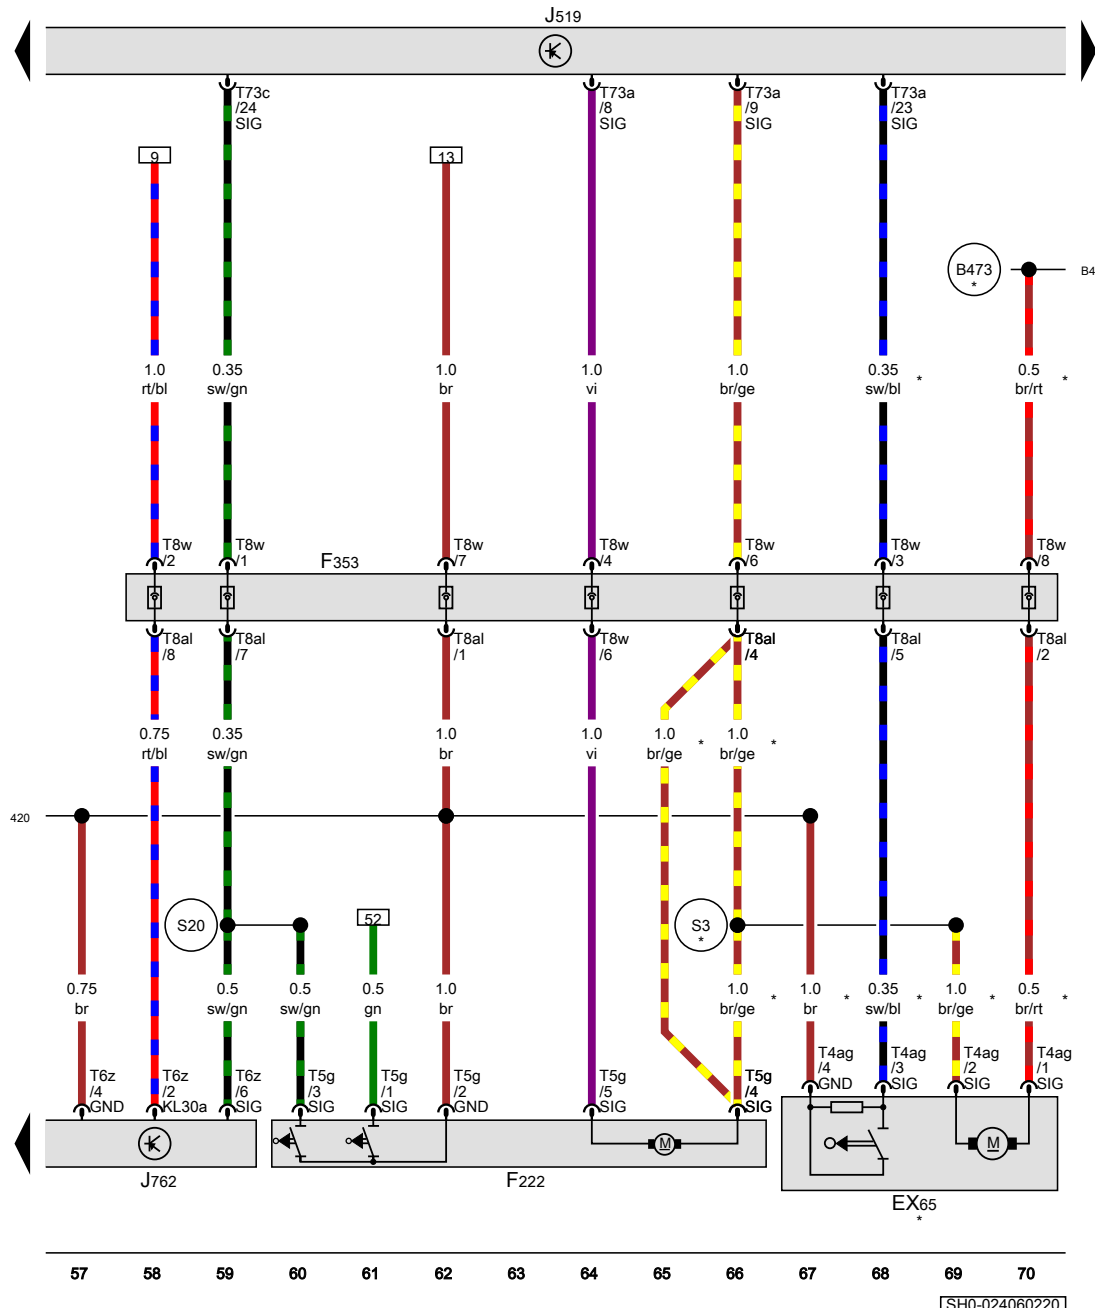 J519
T73c
/24
SIG
T73a
/8
SIG
T73a
/9
SIG
T73a
/23
SIG
9
13
B473
*
B4
1.0
rt/bl
0.35
sw/gn
1.0
br
1.0
vi
1.0
br/ge
0.35
sw/bl *
0.5
br/rt *
T8w
/2
T8w
/1
F353
T8w
/7
T8w
/4
T8w
/6
T8w
/3
T8w
/8
T8al
/8
T8al
/7
T8al
/1
T8w
/6
T8al
/4
T8al
/5
T8al
/2
0.75
rt/bl
0.35
sw/gn
1.0
br
1.0
vi
1.0
br/ge *
1.0
br/ge *
420
S20
52
S3
*
0.75
br
0.5
sw/gn
0.5
sw/gn
0.5
gn
1.0
br
1.0
br/ge *
1.0
br *
0.35
sw/bl *
1.0
br/ge *
0.5
br/rt *
T6z
/4
GND
T6z
/2
KL30a
T6z
/6
SIG
T5g
/3
SIG
T5g
/1
SIG
T5g
/2
GND
T5g
/5
SIG
T5g
/4
SIG
T4ag
/4
GND
T4ag
/3
SIG
T4ag
/2
SIG
T4ag
/1
SIG
M
M
J762
F222
EX65
*
57 58 59 60 61 62 63 64 65 66 67 68 69 70
SH0-024060220